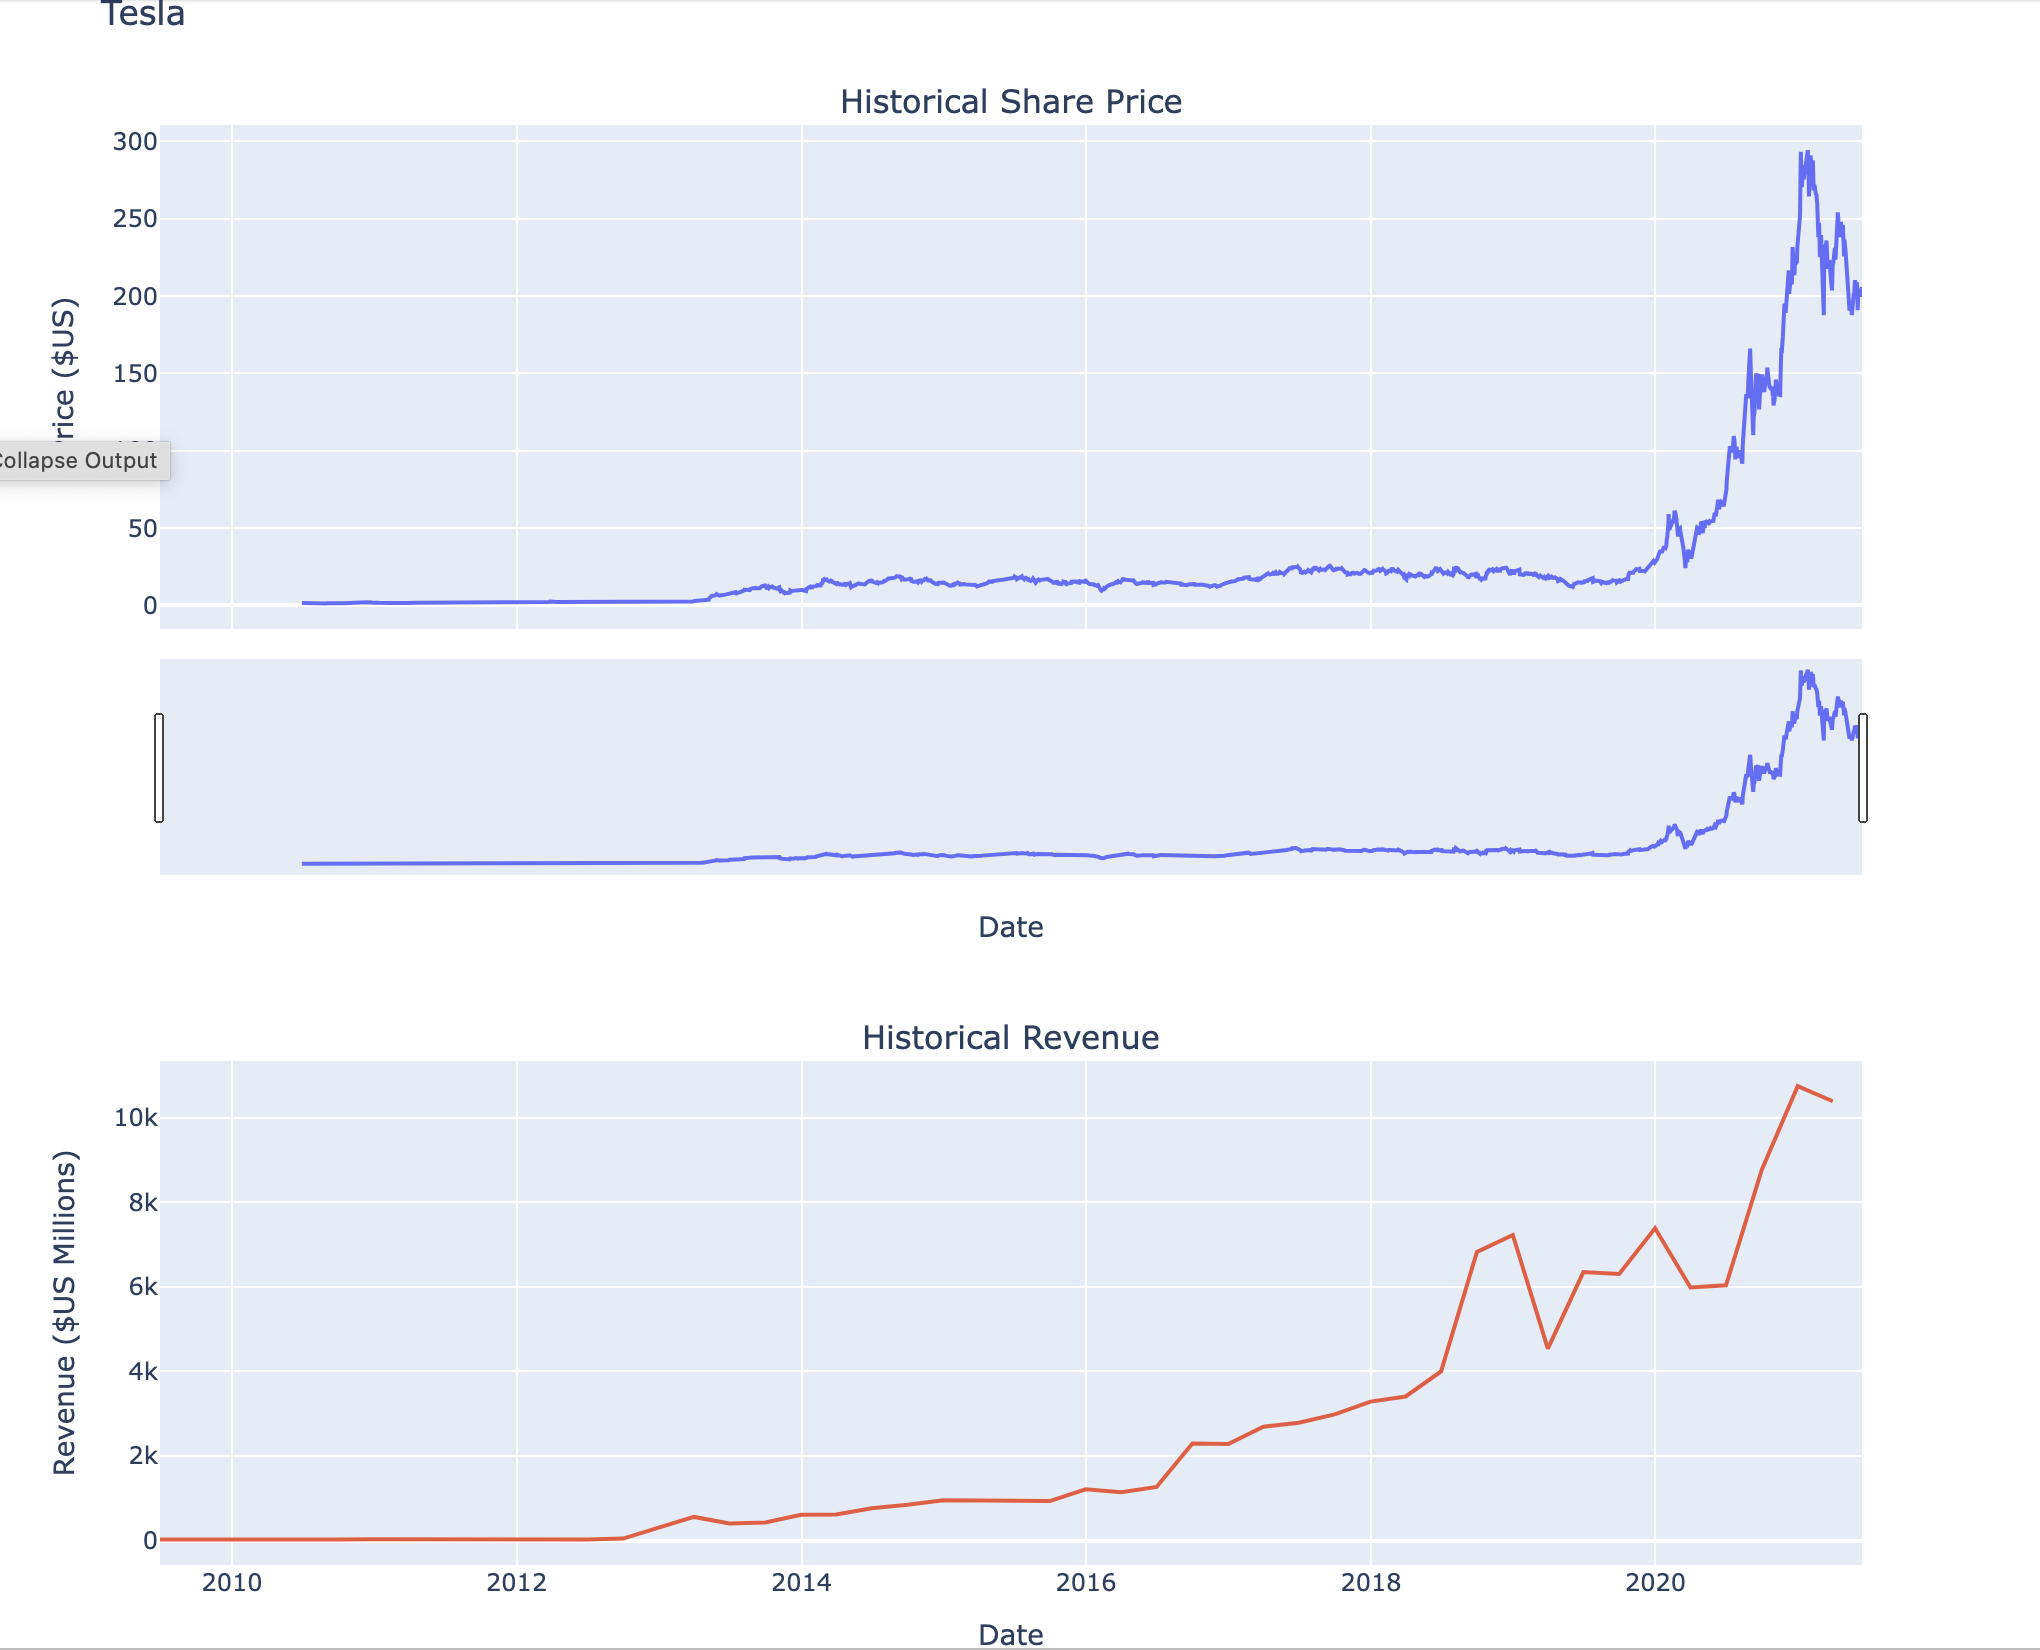 Tesla
Historical Share Price
300
250
200
150
50
0
rice ($US)
Collapse Output
Date
Historical Revenue
10k
8k
6k
4k
2k
0
Revenue ($US Millions)
2010 2012 2014 2016 2018 2020
Date